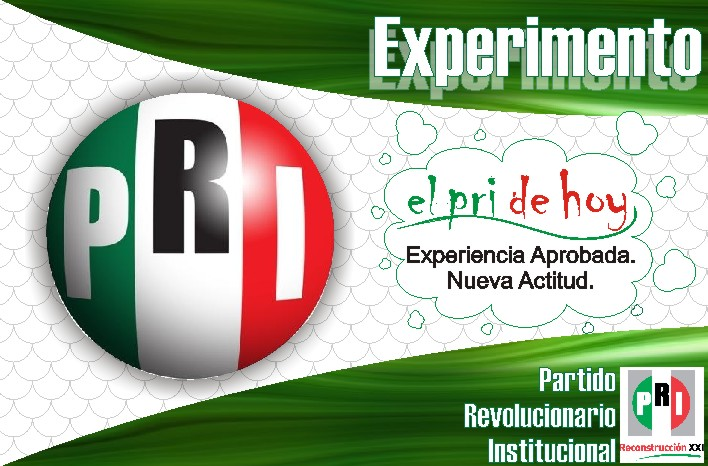 Experimento
PRI
el pri de hoy
Experiencia Aprobada.
Nueva Actitud.
Partido
Revolucionario
Institucional
PRI
Reconstrucción XXI